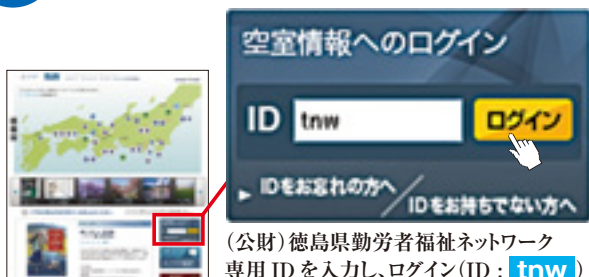 空室情報へのログイン
ID tnw ログイン
IDをお忘れの方へ/IDをお持ちでない方へ
(公財)徳島県勤労者福祉ネットワーク
専用IDを入力し、ログイン(ID:tnw)